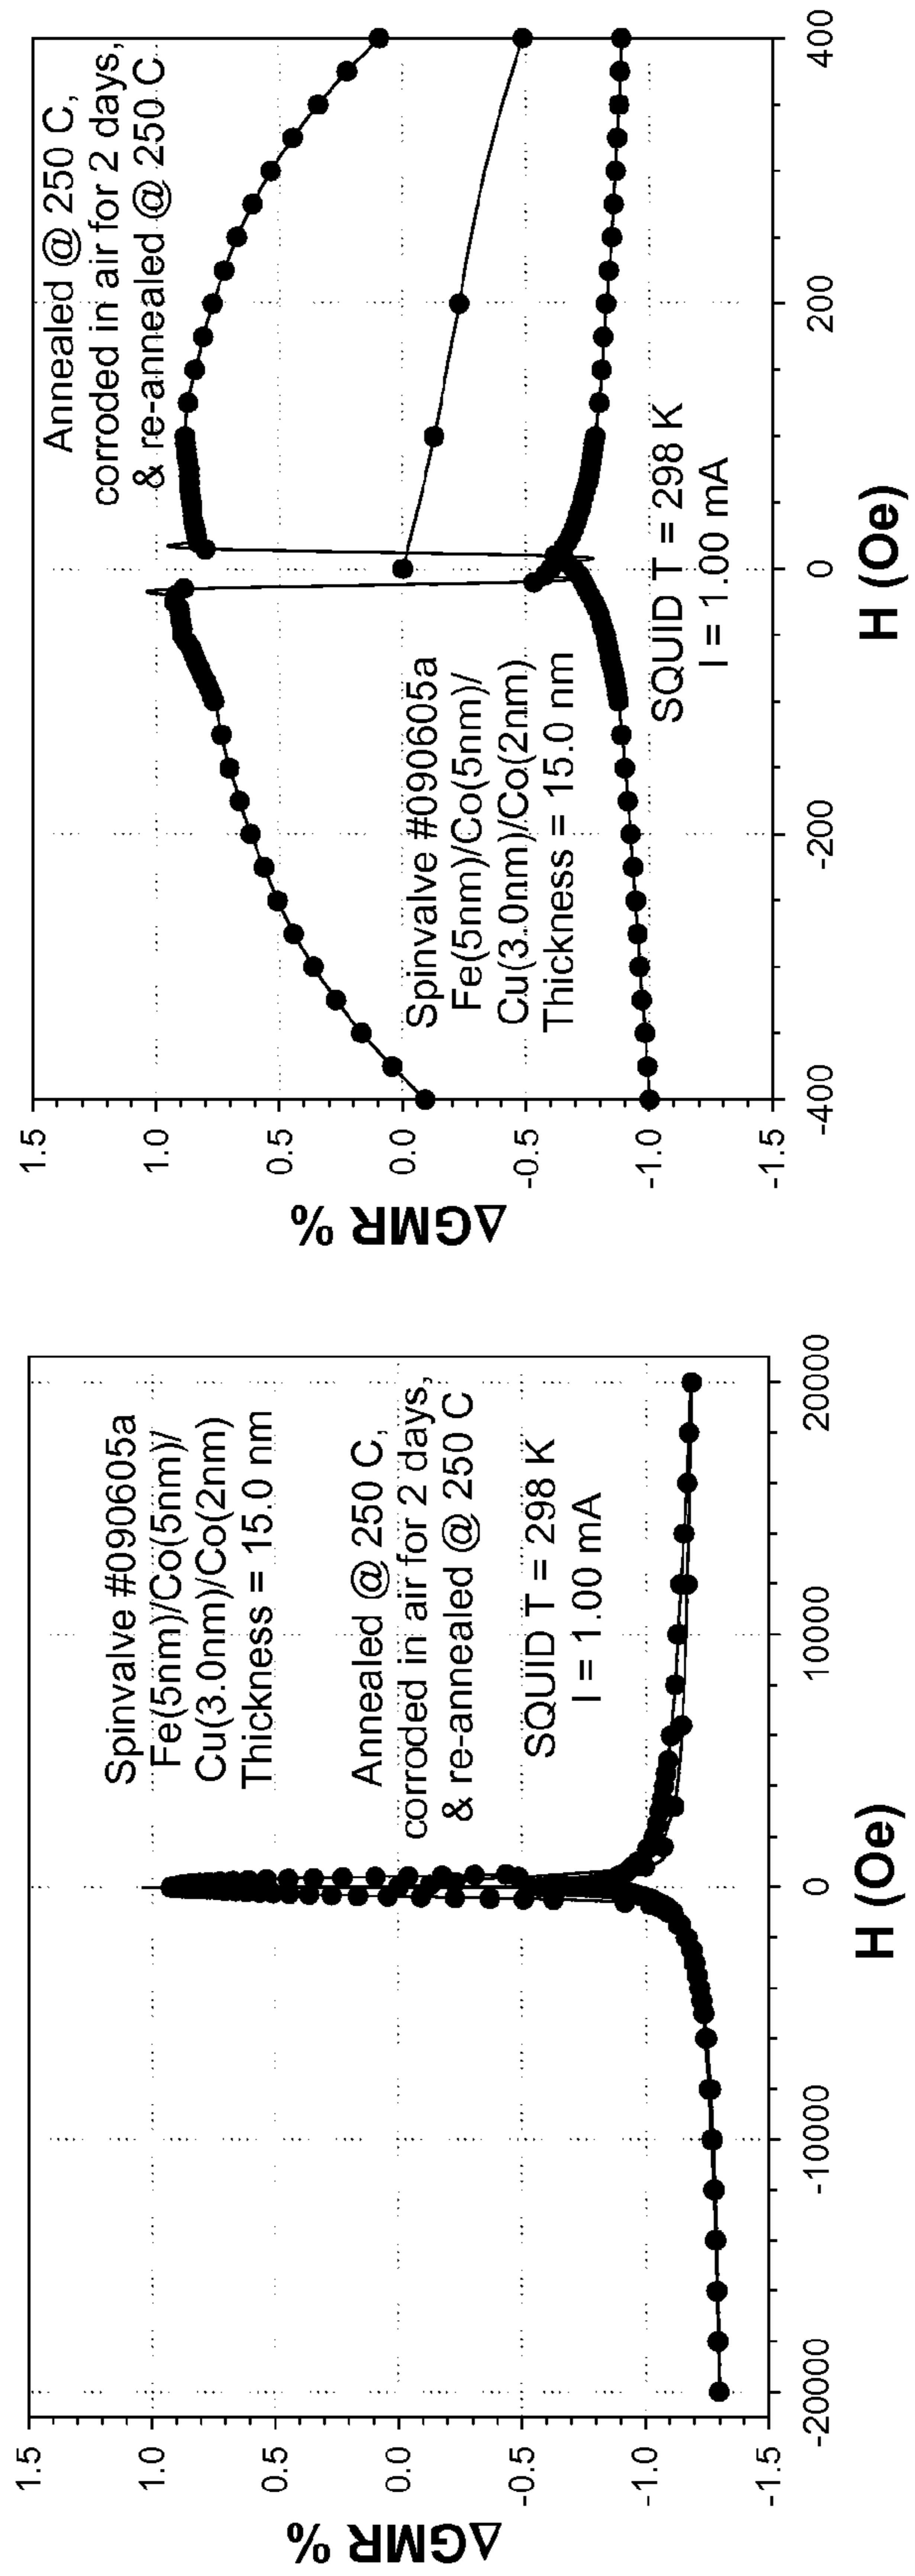 ΔGMR %
1.5
1.0
0.5
0.0
-0.5
-1.0
-1.5
Spinvalve #090605a
Fe(5nm)/Co(5nm)/
Cu(3.0nm)/Co(2nm)
Thickness = 15.0 nm
Annealed @ 250 C,
corroded in air for 2 days,
& re-annealed @ 250 C
SQUID T = 298 K
I = 1.00 mA
-20000
-10000
0
10000
20000
H (Oe)
ΔGMR %
1.5
1.0
0.5
0.0
-0.5
-1.0
-1.5
Annealed @ 250 C,
corroded in air for 2 days,
& re-annealed @ 250 C
Spinvalve #090605a
Fe(5nm)/Co(5nm)/
Cu(3.0nm)/Co(2nm)
Thickness = 15.0 nm
SQUID T = 298 K
I = 1.00 mA
-400
-200
0
200
400
H (Oe)